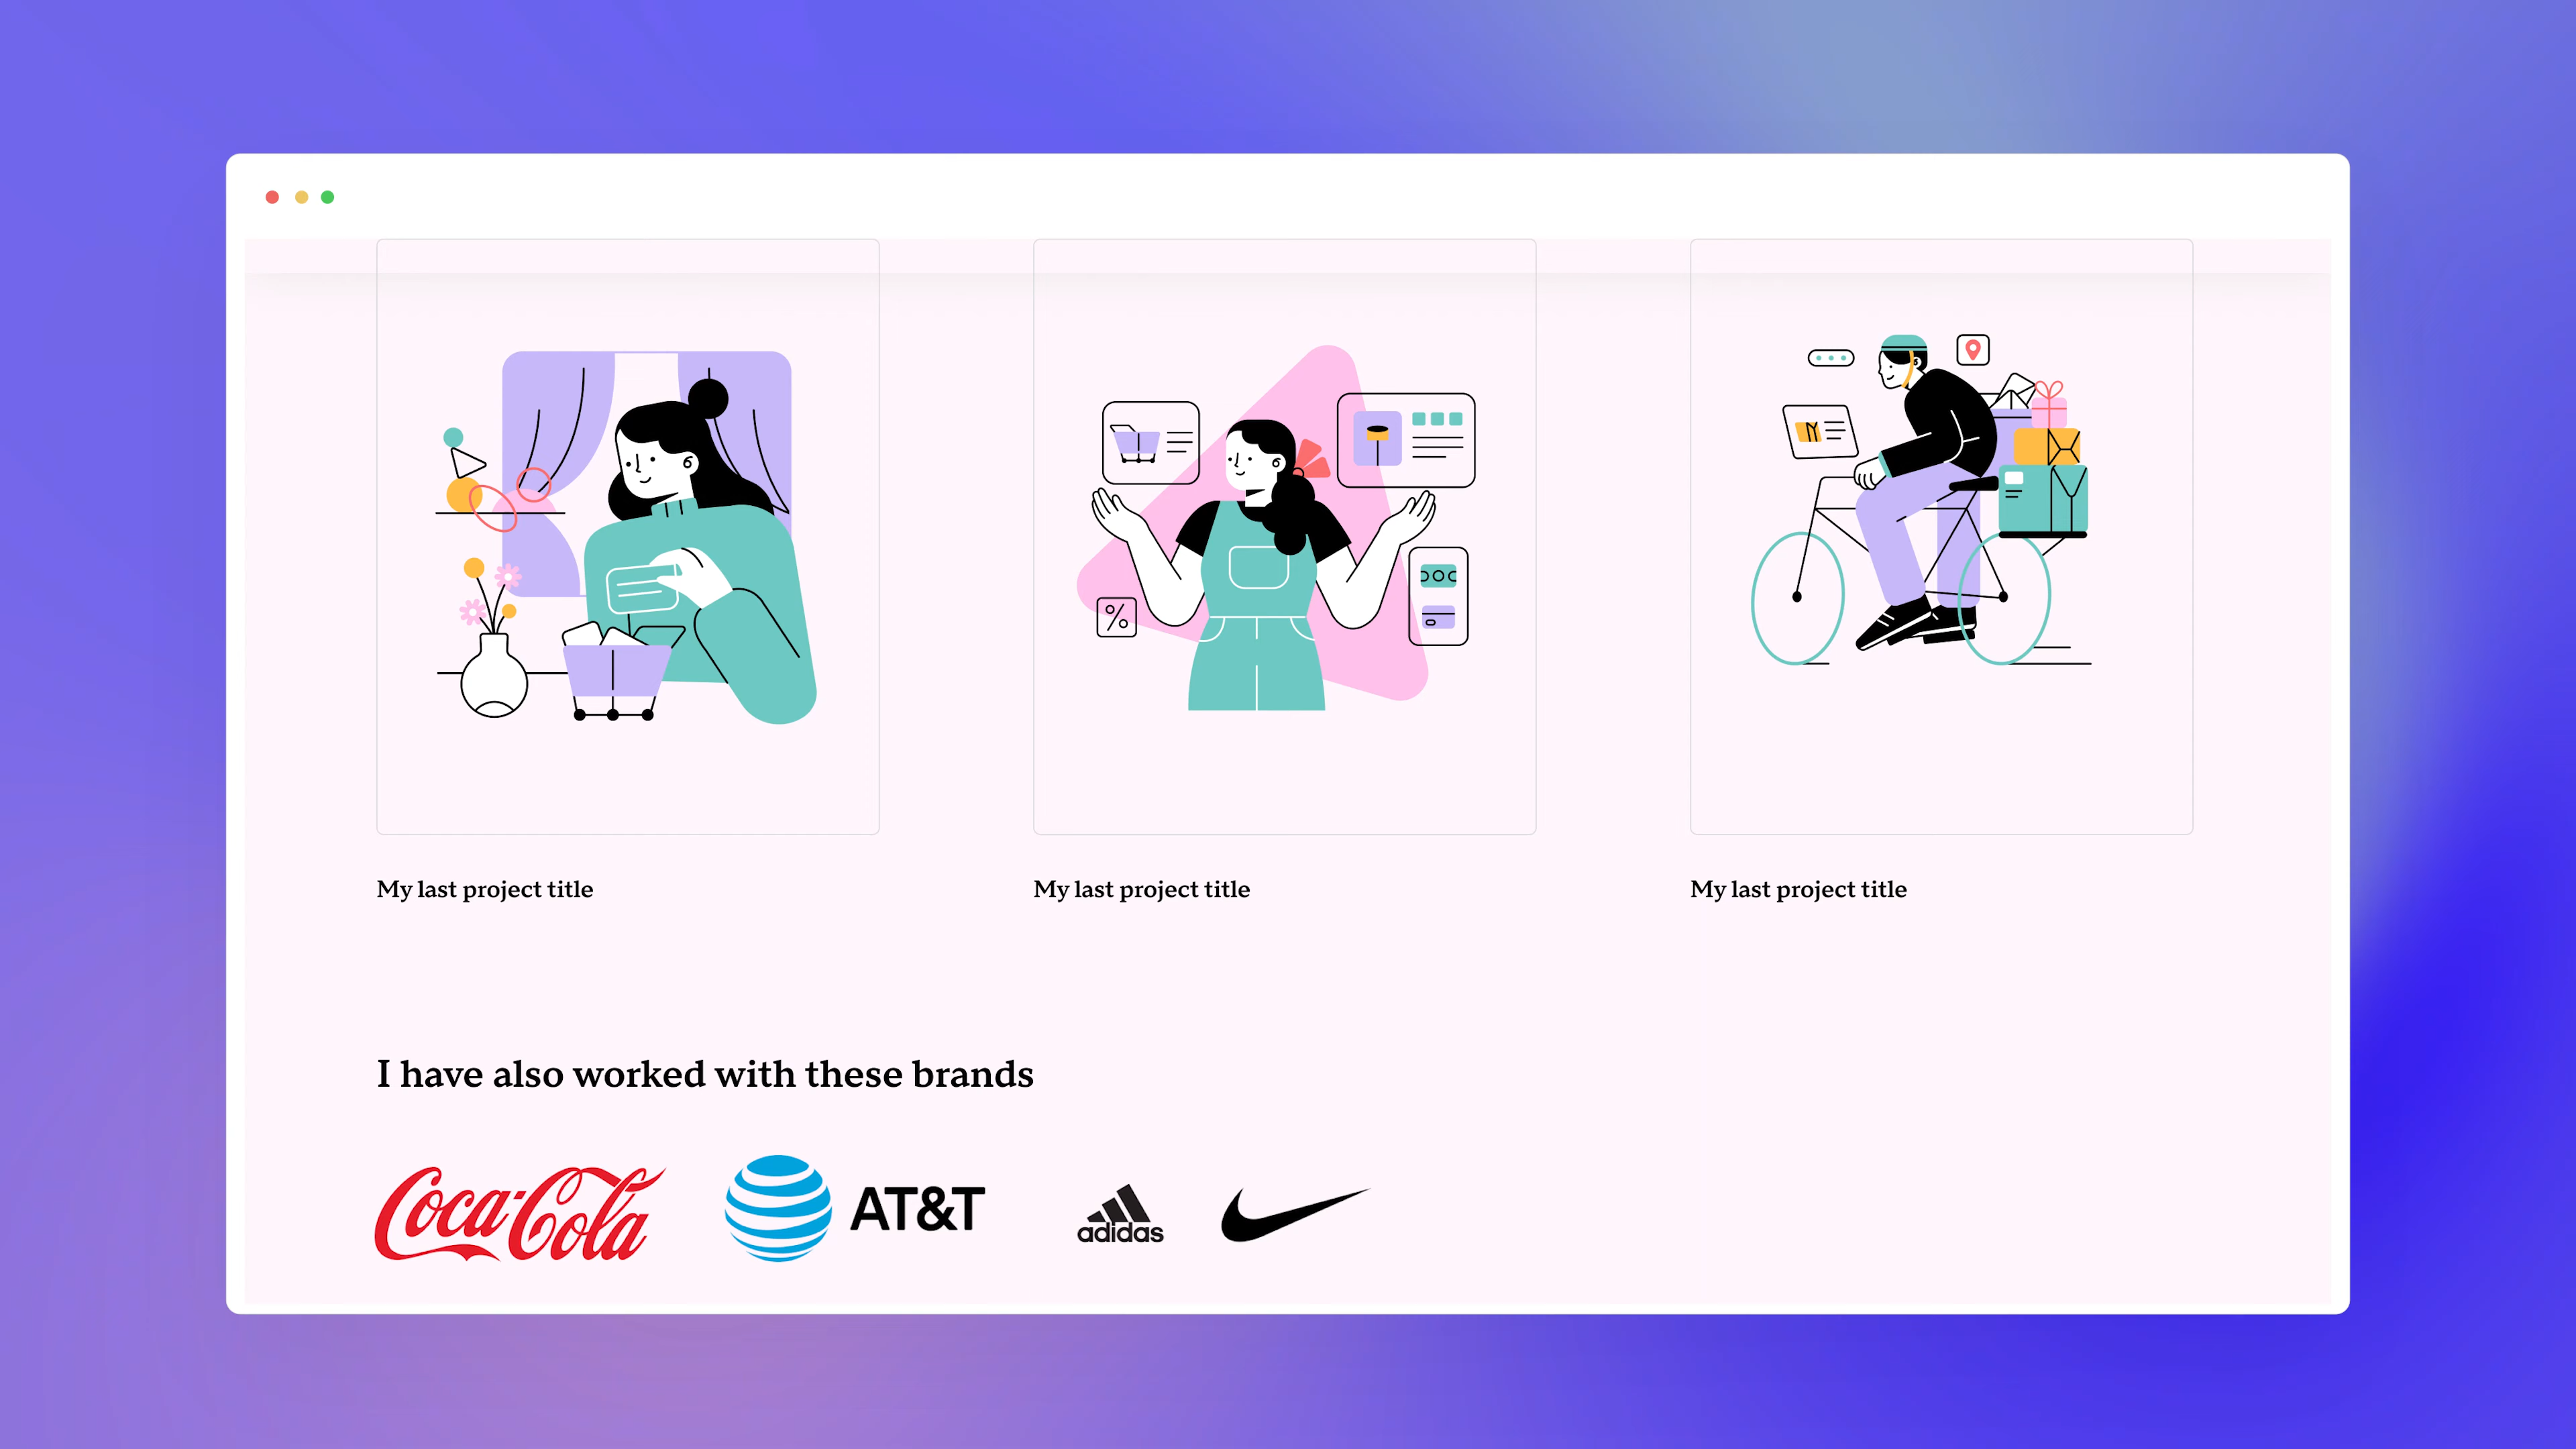 My last project title
My last project title
My last project title
I have also worked with these brands
Coca-Cola
AT&T
adidas
%